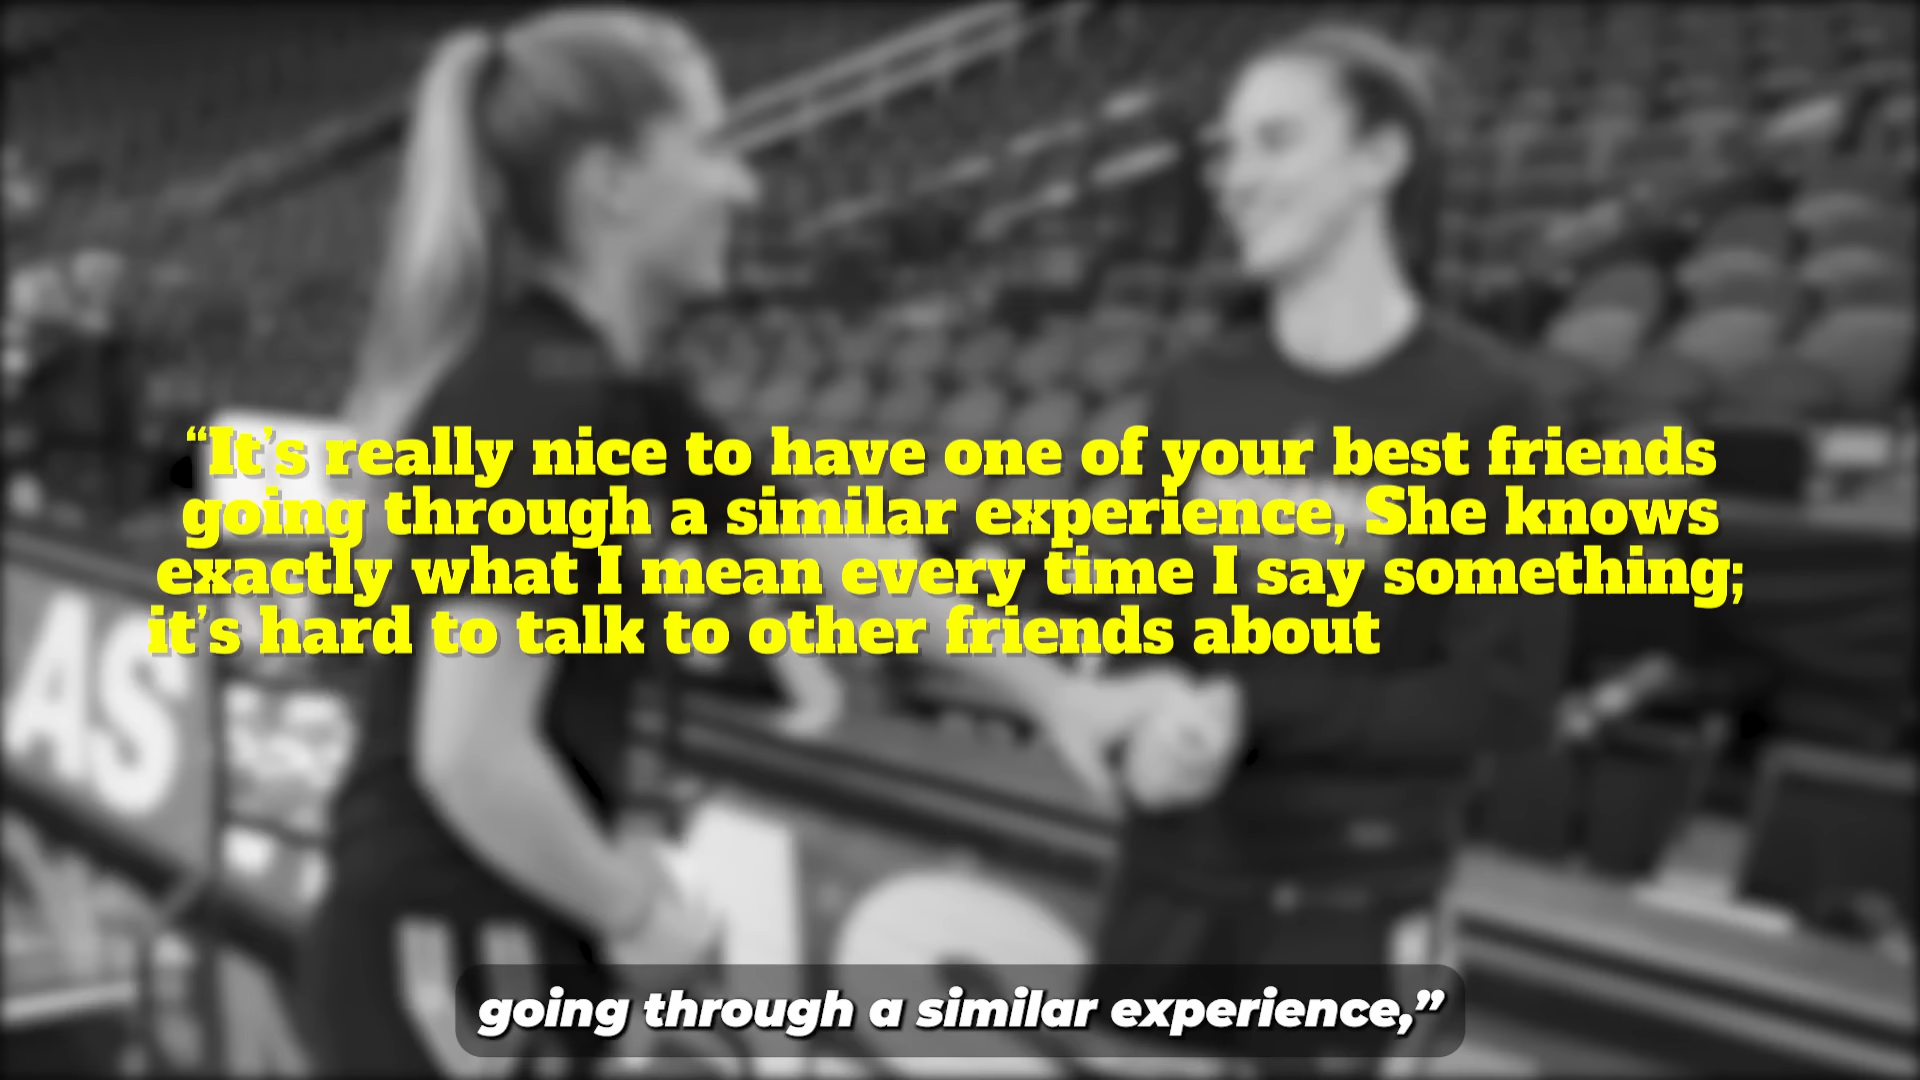 “It’s really nice to have one of your best friends
going through a similar experience, She knows
exactly what I mean every time I say something;
it’s hard to talk to other friends about
AS
going through a similar experience,”